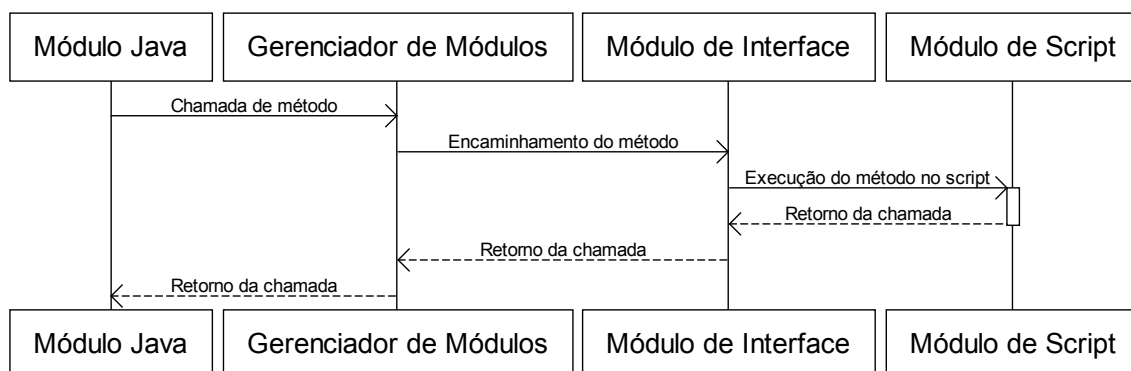 Módulo Java
Gerenciador de Módulos
Módulo de Interface
Módulo de Script
Chamada de método
Encaminhamento do método
Execução do método no script
Retorno da chamada
Retorno da chamada
Retorno da chamada
Módulo Java
Gerenciador de Módulos
Módulo de Interface
Módulo de Script